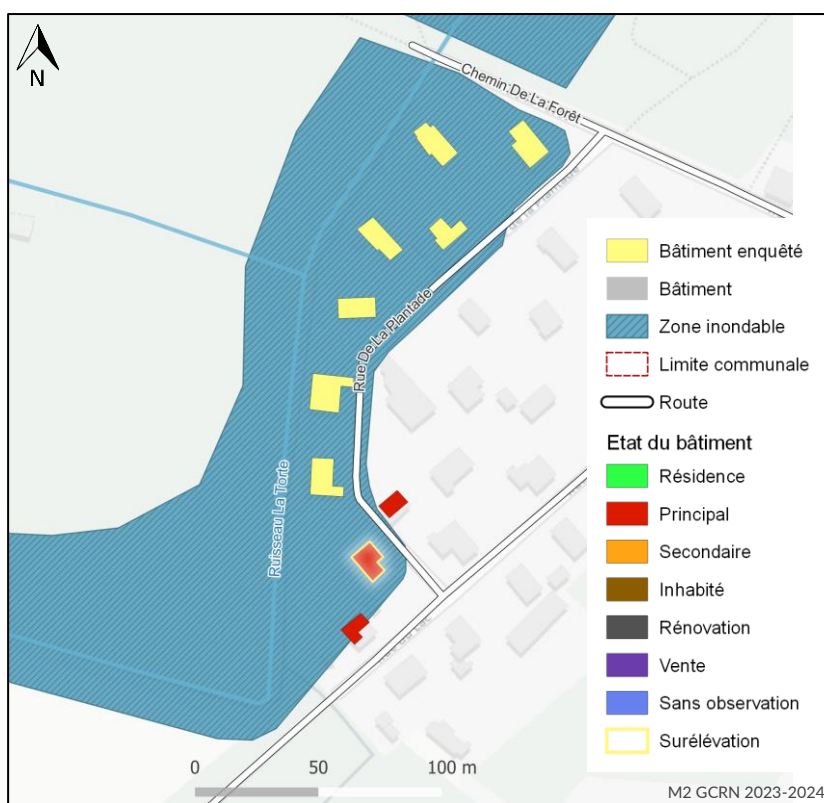 N
Chemin De La Forêt
Rue De La Plantade
Ruisseau La Torte
Bâtiment enquêté
Bâtiment
Zone inondable
Limite communale
Route
Etat du bâtiment
Résidence
Principal
Secondaire
Inhabité
Rénovation
Vente
Sans observation
Surélévation
0 50 100 m
M2 GCRN 2023-2024